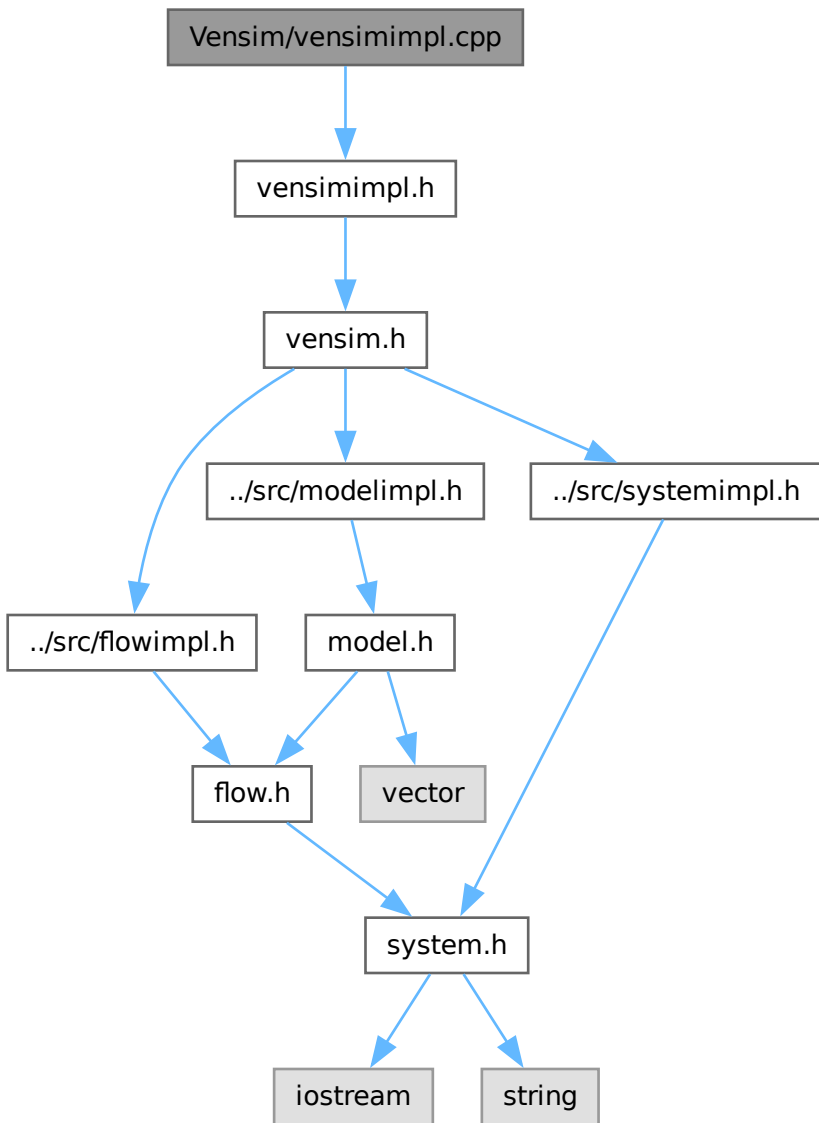 Vensim/vensimimpl.cpp
vensimimpl.h
vensim.h
../src/modelimpl.h
../src/systemimpl.h
../src/flowimpl.h
model.h
flow.h
vector
system.h
iostream
string